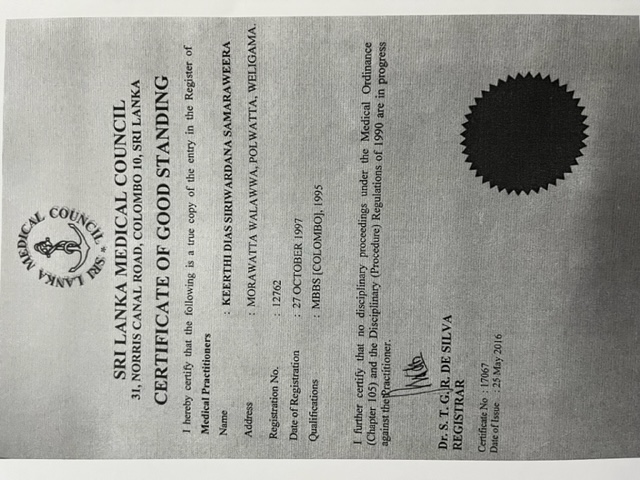 SRI LANKA MEDICAL COUNCIL
SRI LANKA MEDICAL COUNCIL
31, NORRIS CANAL ROAD, COLOMBO 10, SRI LANKA
CERTIFICATE OF GOOD STANDING
I hereby certify that the following is a true copy of the entry in the Register of
Medical Practitioners
Name : KEERTHI DIAS SIRIWARDANA SAMARAWEERA
Address : MORAWATTA WALAWWA, POLWATTA, WELIGAMA.
Registration No. : 12762
Date of Registration : 27 OCTOBER 1997
Qualifications : MBBS [COLOMBO], 1995
I further certify that no disciplinary proceedings under the Medical Ordinance
(Chapter 105) and the Disciplinary (Procedure) Regulations of 1990 are in progress
against the Practitioner.
Dr. S. T. G. R. DE SILVA
REGISTRAR
Certificate No : 17067
Date of Issue : 25 May 2016